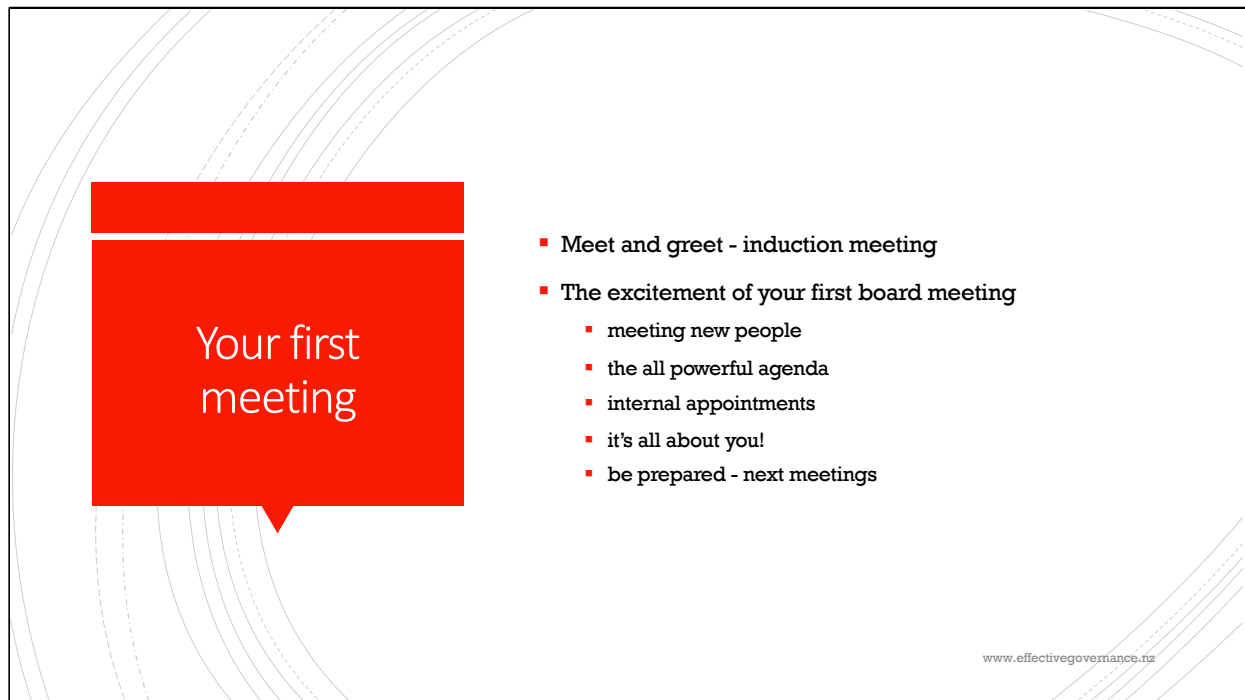 Your first
meeting
Meet and greet - induction meeting
The excitement of your first board meeting
meeting new people
the all powerful agenda
internal appointments
it's all about you!
be prepared - next meetings
www.effectivegovernance.nz